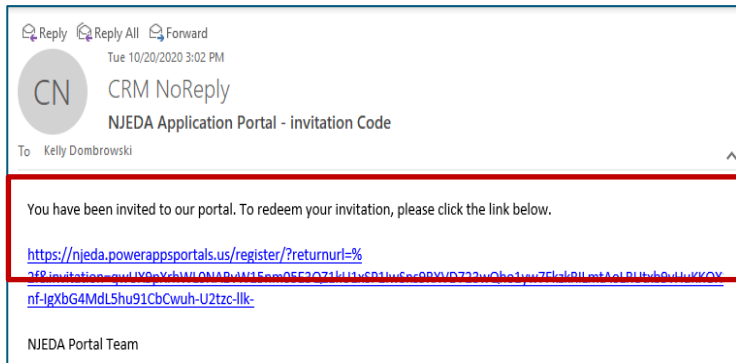 Reply Reply All Forward
Tue 10/20/2020 3:02 PM
CN
CRM NoReply
NJEDA Application Portal - invitation Code
To Kelly Dombrowski
You have been invited to our portal. To redeem your invitation, please click the link below.
https://njeda.powerappsportals.us/register/?returnurl=%
nf-IgXbG4MdL5hu91CbCwuh-U2tzc-llk-
NJEDA Portal Team